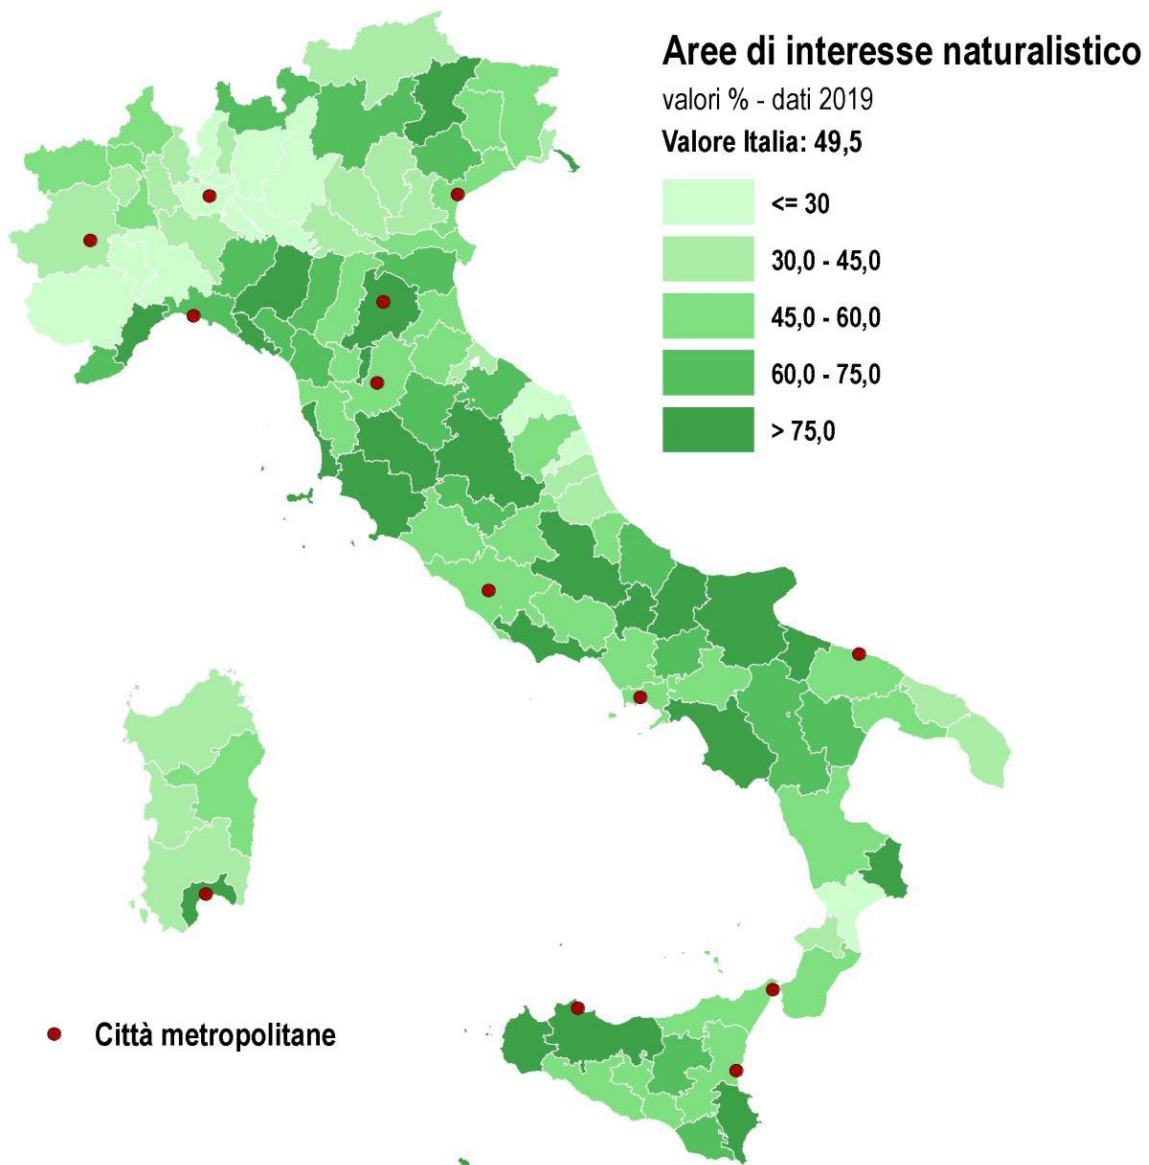 Aree di interesse naturalistico
valori % - dati 2019
Valore Italia: 49,5
<= 30
30,0 - 45,0
45,0 - 60,0
60,0 - 75,0
> 75,0
Città metropolitane